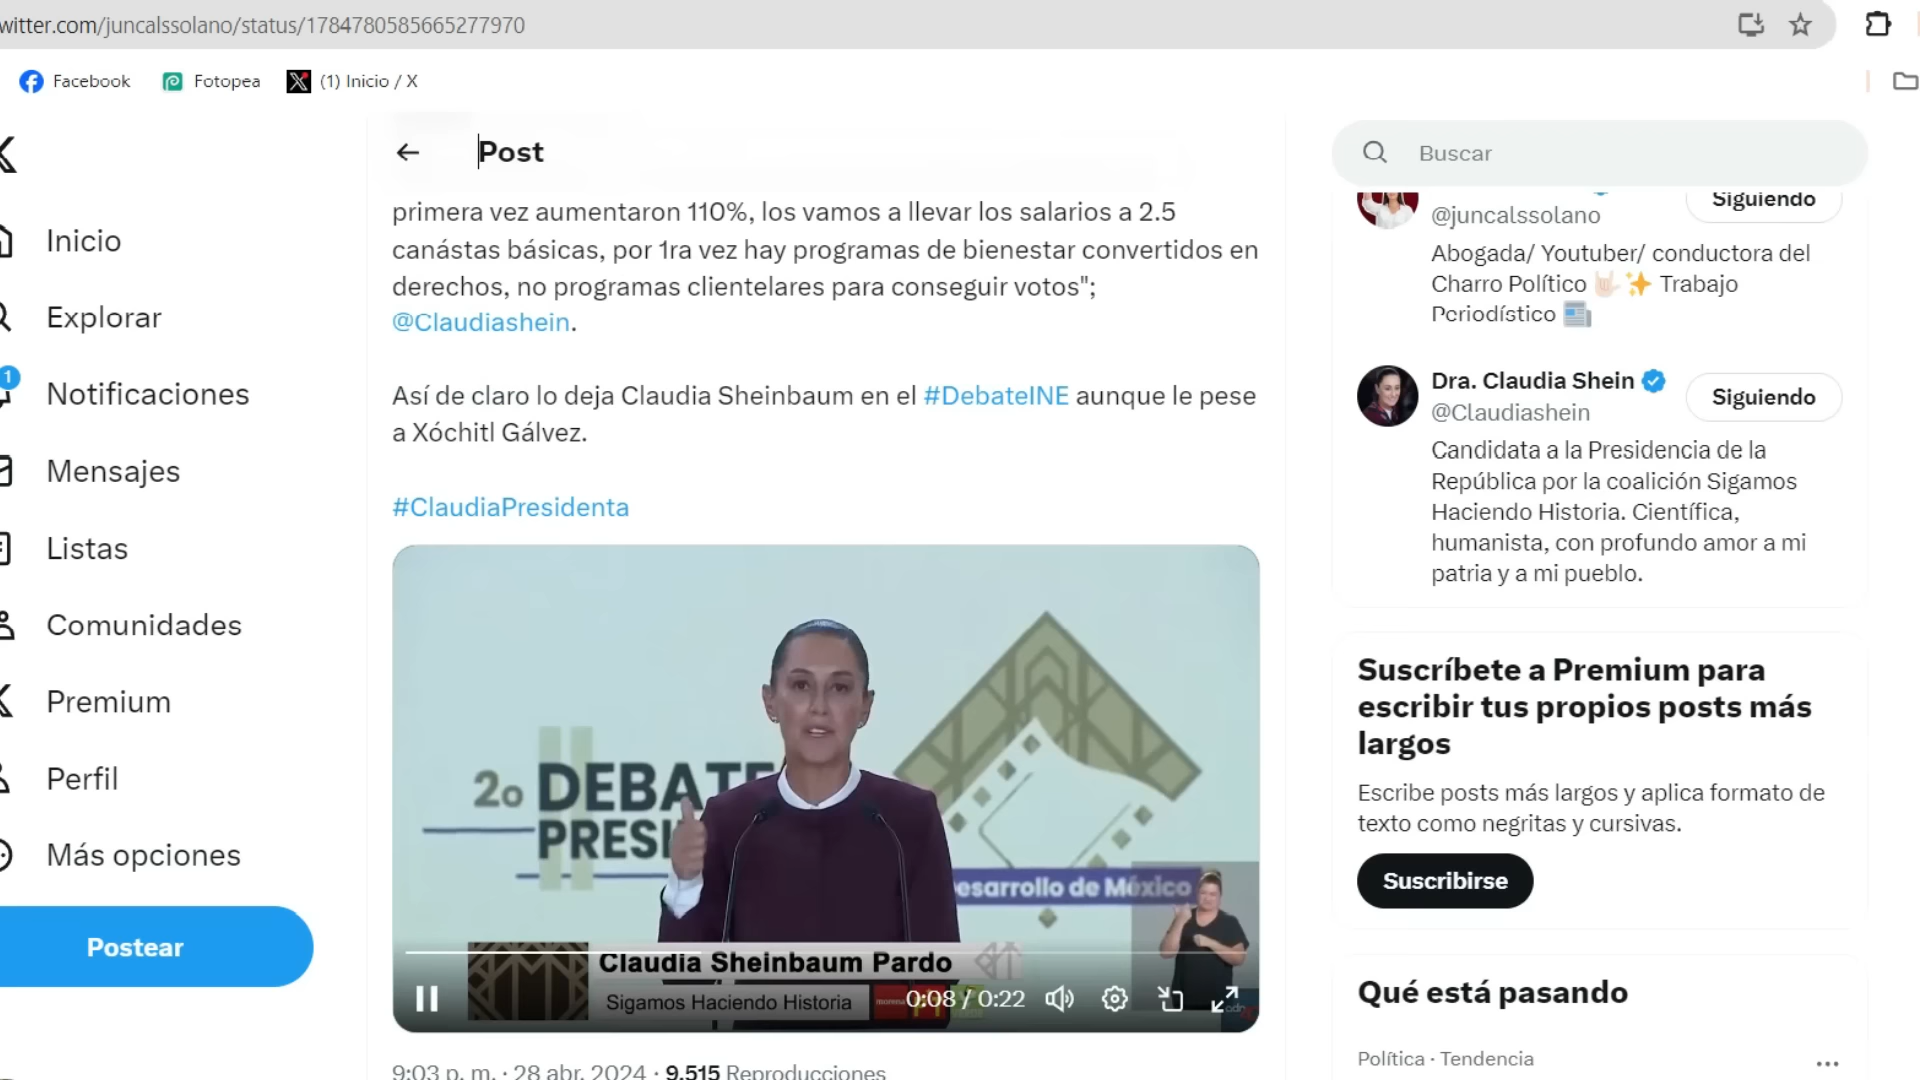 witter.com/juncalssolano/status/1784780585665277970
Facebook
Fotopea
(1) Inicio / X
Inicio
Explorar
1
Notificaciones
Mensajes
Listas
Comunidades
Premium
Perfil
Más opciones
Postear
Post
primera vez aumentaron 110%, los vamos a llevar los salarios a 2.5
canástas básicas, por 1ra vez hay programas de bienestar convertidos en
derechos, no programas clientelares para conseguir votos";
@Claudiashein.
Así de claro lo deja Claudia Sheinbaum en el #DebateINE aunque le pese
a Xóchitl Gálvez.
#ClaudiaPresidenta
2o DEBATE
PRESI
esarrollo de México
Claudia Sheinbaum Pardo
Sigamos Haciendo Historia
morena PT VERDE
0:08 / 0:22
adn
9:03 p. m. · 28 abr. 2024 · 9,515 Reproducciones
Buscar
Siguiendo
@juncalssolano
Abogada/ Youtuber/ conductora del
Charro Político 🤟🏻✨ Trabajo
Periodístico 📰
Dra. Claudia Shein
@Claudiashein
Siguiendo
Candidata a la Presidencia de la
República por la coalición Sigamos
Haciendo Historia. Científica,
humanista, con profundo amor a mi
patria y a mi pueblo.
Suscríbete a Premium para
escribir tus propios posts más
largos
Escribe posts más largos y aplica formato de
texto como negritas y cursivas.
Suscribirse
Qué está pasando
Política · Tendencia